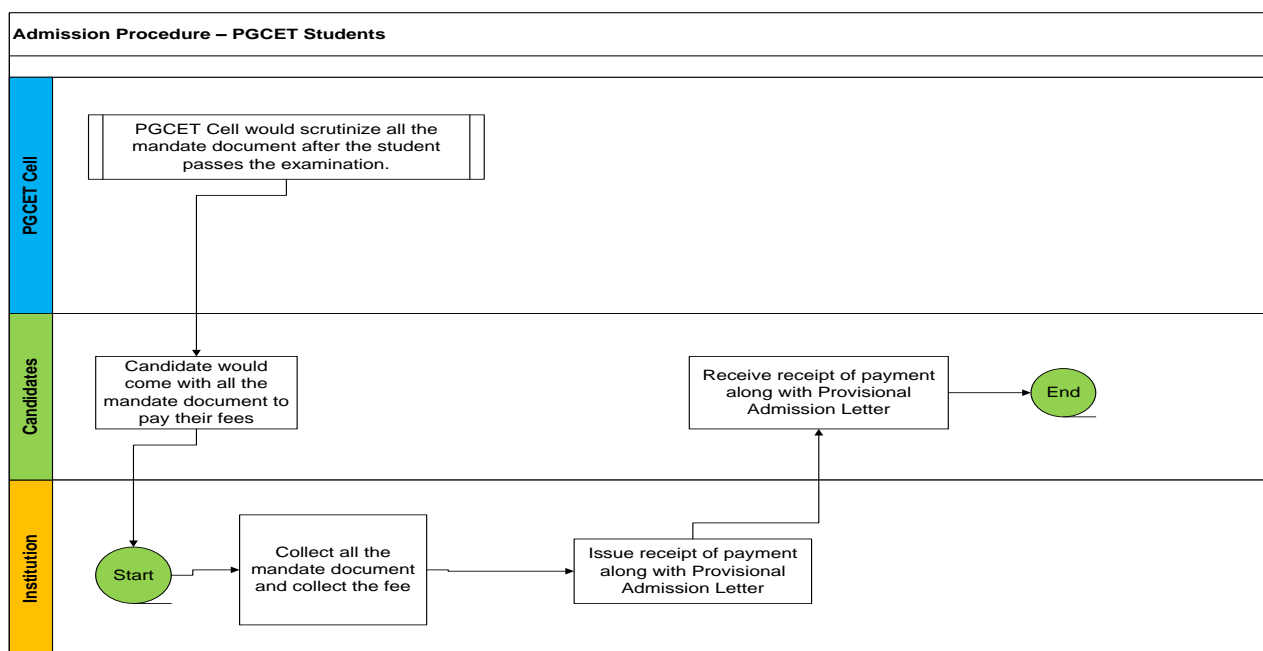 Admission Procedure – PGCET Students
PGCET Cell
PGCET Cell would scrutinize all the
mandate document after the student
passes the examination.
Candidates
Candidate would
come with all the
mandate document to
pay their fees
Receive receipt of payment
along with Provisional
Admission Letter
End
Institution
Start
Collect all the
mandate document
and collect the fee
Issue receipt of payment
along with Provisional
Admission Letter